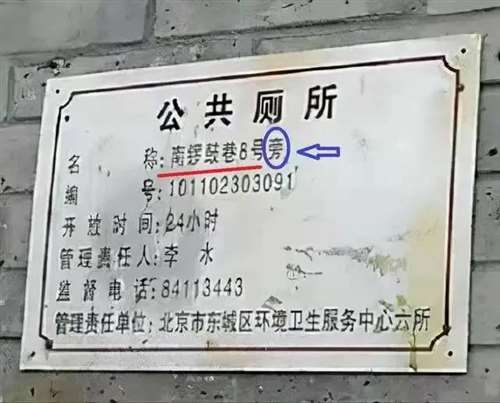 公共厕所
名称:南锣鼓巷8号旁
编号:101102303091
开放时间:24小时
管理责任人:李水
监督电话:84113443
管理责任单位:北京市东城区环境卫生服务中心六所